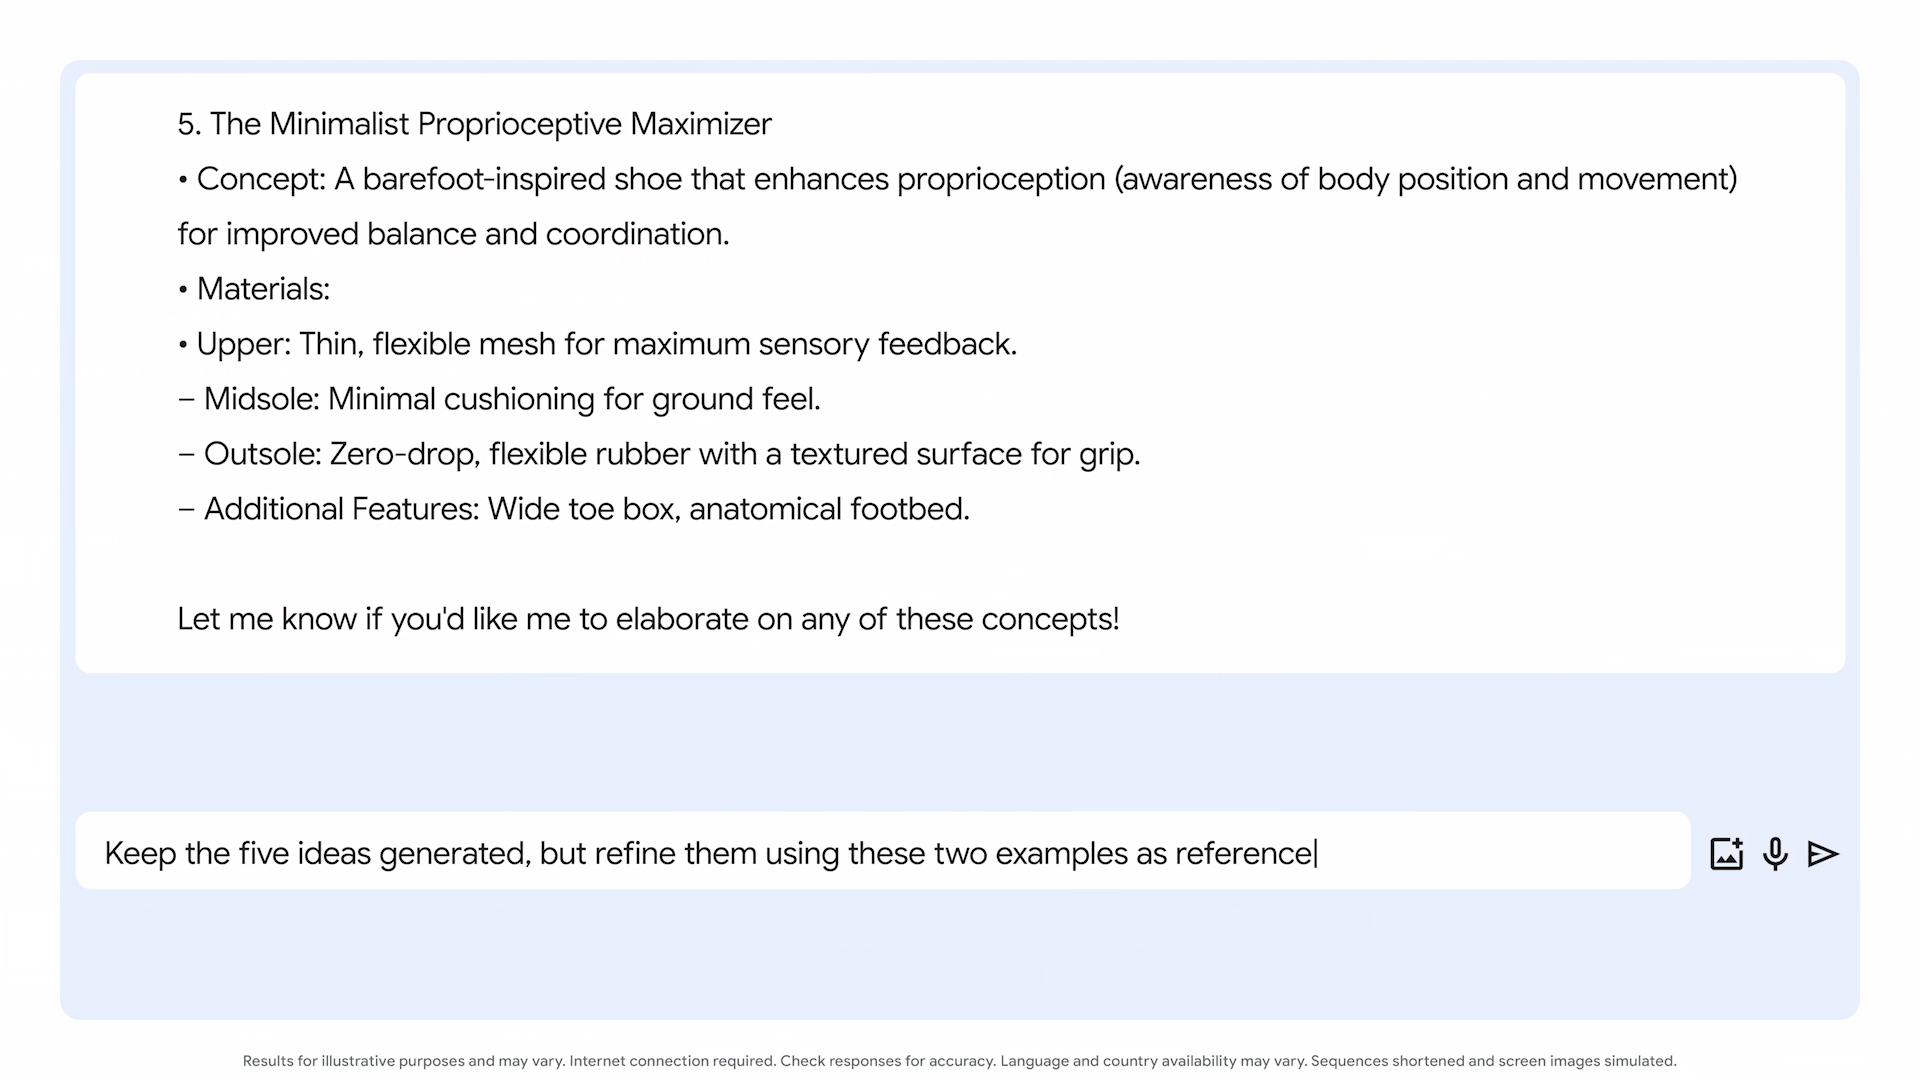 5. The Minimalist Proprioceptive Maximizer
• Concept: A barefoot-inspired shoe that enhances proprioception (awareness of body position and movement)
for improved balance and coordination.
• Materials:
• Upper: Thin, flexible mesh for maximum sensory feedback.
– Midsole: Minimal cushioning for ground feel.
– Outsole: Zero-drop, flexible rubber with a textured surface for grip.
– Additional Features: Wide toe box, anatomical footbed.
Let me know if you'd like me to elaborate on any of these concepts!
Keep the five ideas generated, but refine them using these two examples as reference
Results for illustrative purposes and may vary. Internet connection required. Check responses for accuracy. Language and country availability may vary. Sequences shortened and screen images simulated.